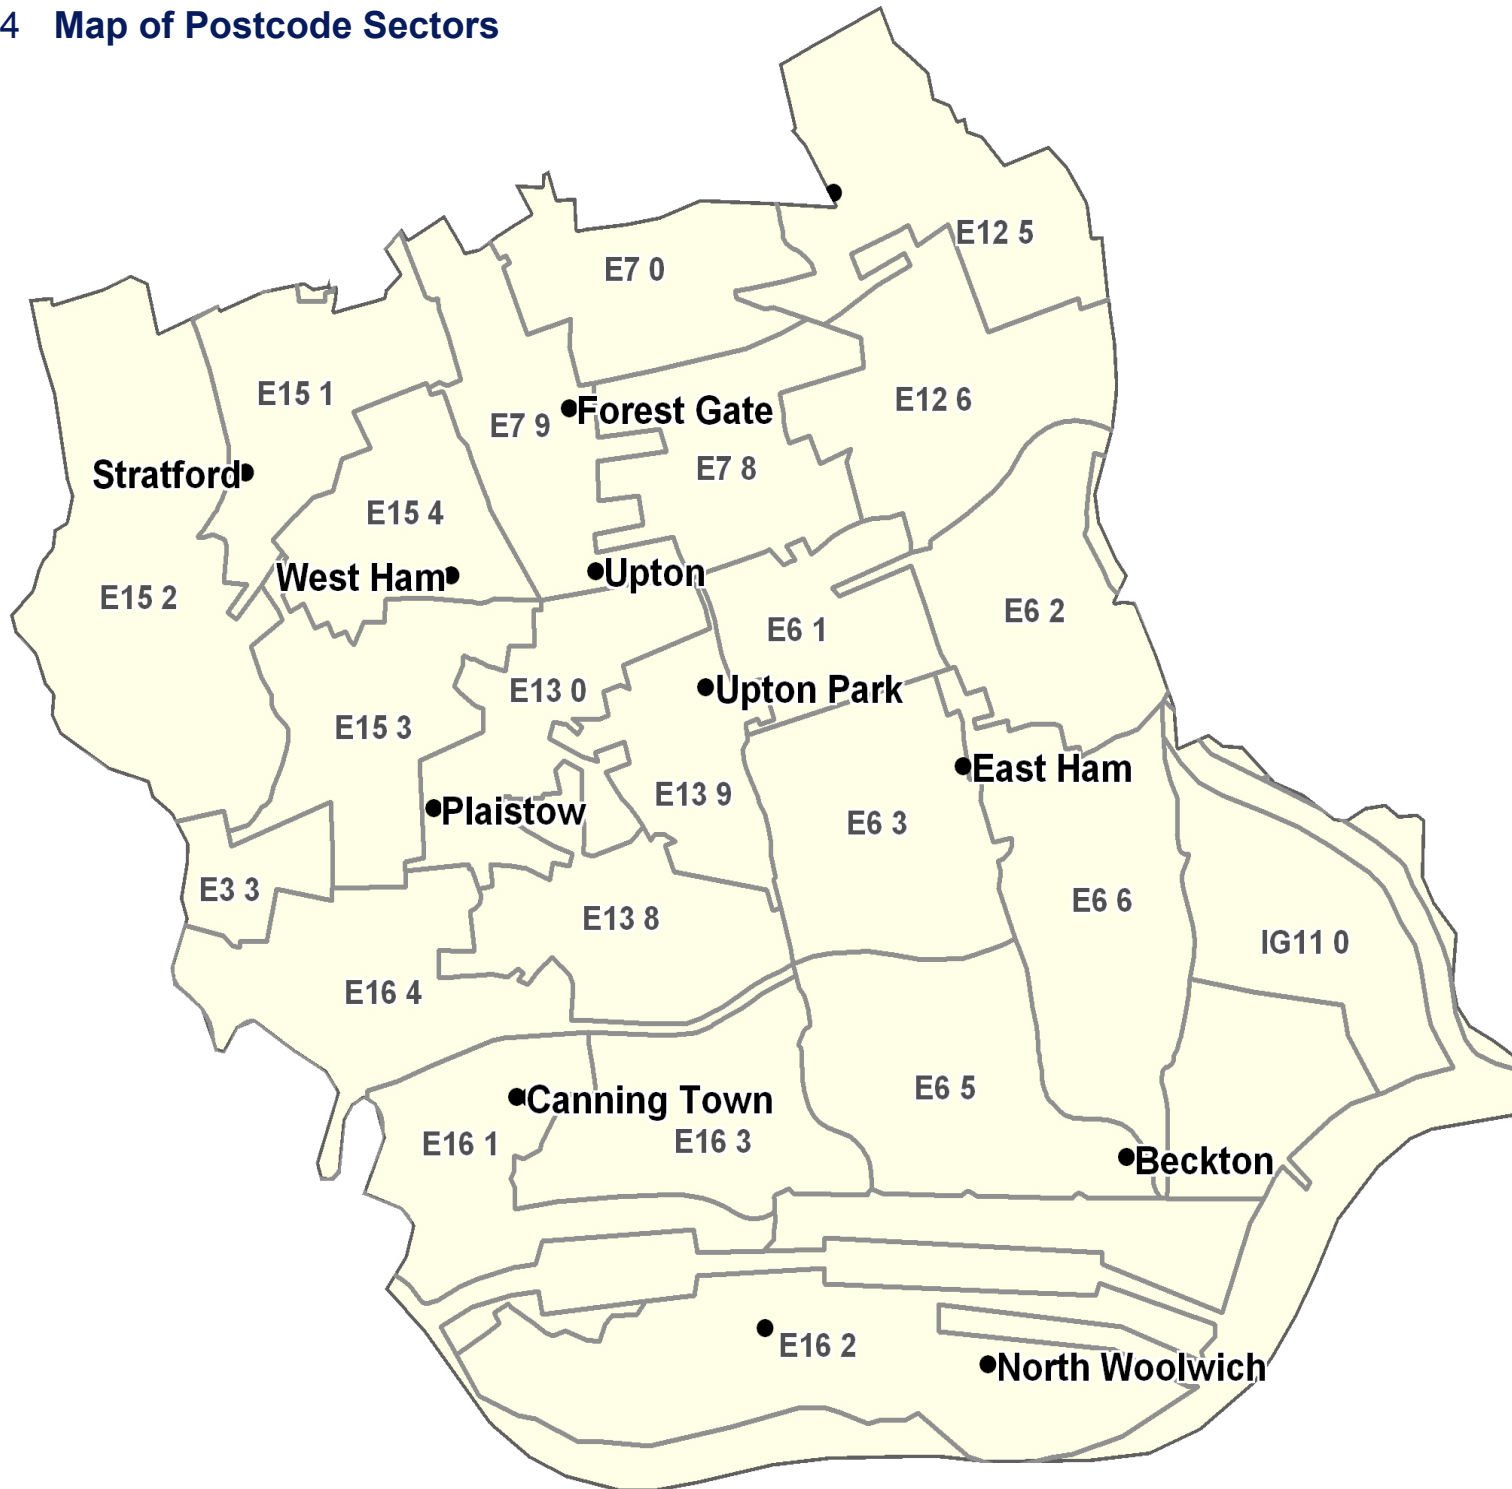 4 Map of Postcode Sectors
E12 5
E7 0
E15 1
E12 6
E7 9
Forest Gate
E7 8
Stratford
E15 4
West Ham
Upton
E15 2
E6 2
E6 1
E13 0
Upton Park
E15 3
East Ham
E13 9
Plaistow
E6 3
E3 3
E6 6
E13 8
IG11 0
E16 4
E6 5
Canning Town
E16 1
E16 3
Beckton
E16 2
North Woolwich